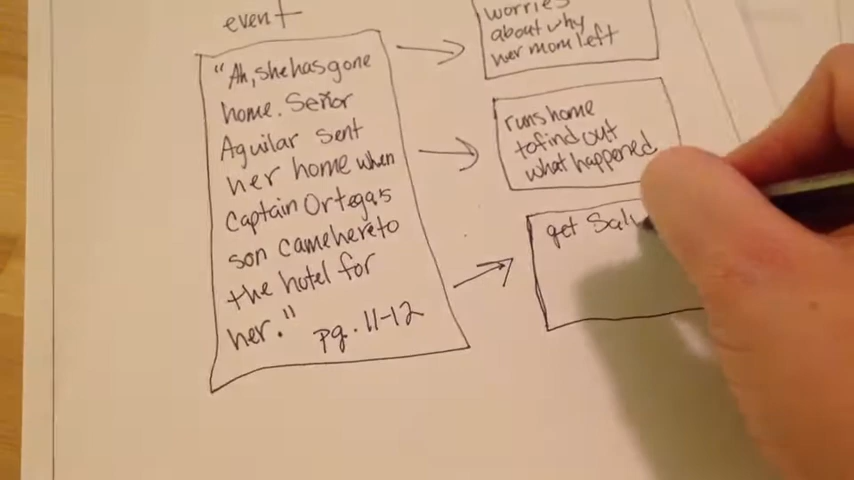 event
"Ah, she has gone
home. Señor
Aguilar sent
her home when
Captain Ortega's
son came here to
the hotel for
her."
pg. 11-12
worries
about why
her mom left
runs home
to find out
what happened
get